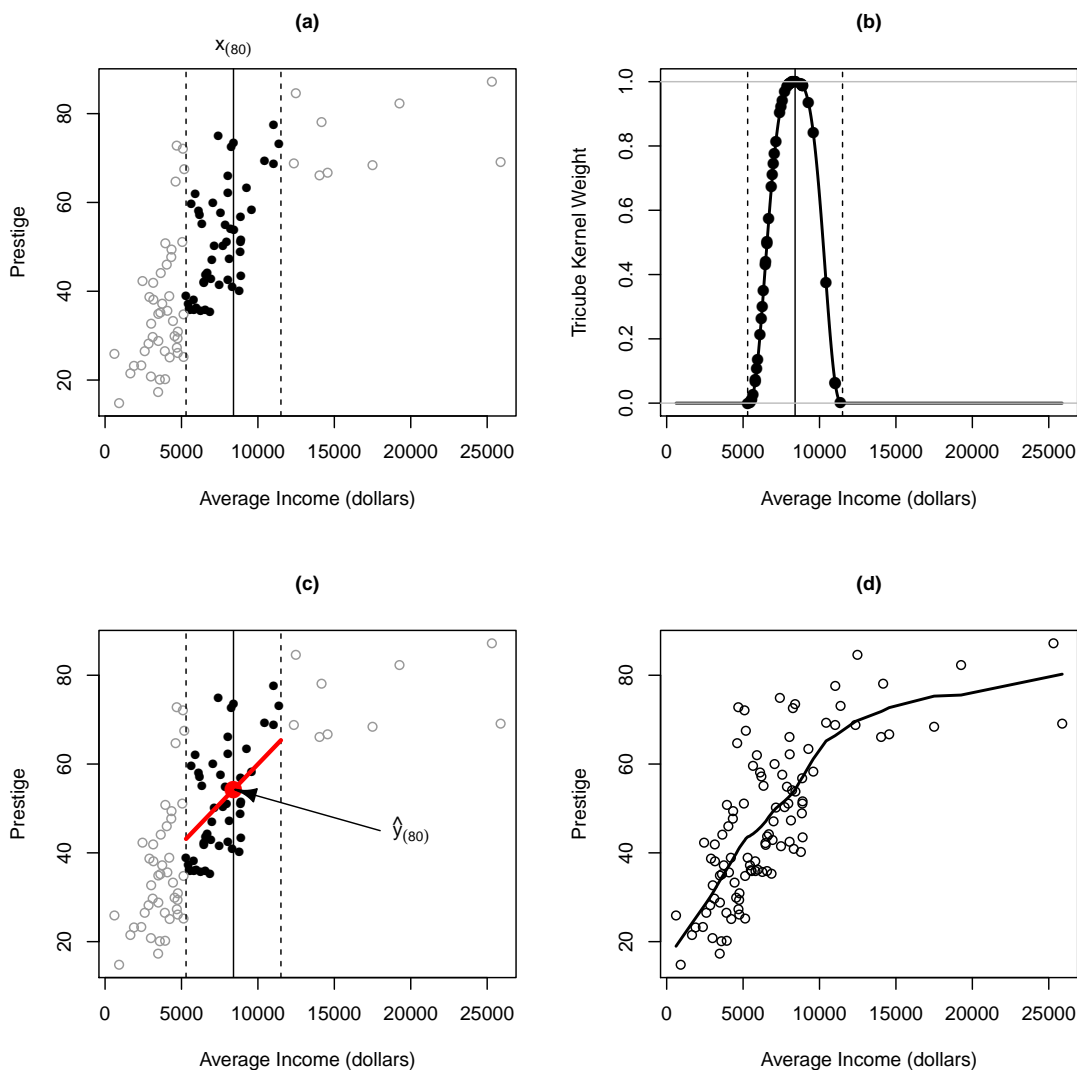 (a)
x(80)
80
60
40
20
Prestige
0 5000 10000 15000 20000 25000
Average Income (dollars)
(b)
1.0
0.8
0.6
0.4
0.2
0.0
Tricube Kernel Weight
0 5000 10000 15000 20000 25000
Average Income (dollars)
(c)
80
60
40
20
Prestige
ŷ(80)
0 5000 10000 15000 20000 25000
Average Income (dollars)
(d)
80
60
40
20
Prestige
0 5000 10000 15000 20000 25000
Average Income (dollars)